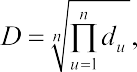 $D = \sqrt[n]{\prod_{u=1}^{n} d_u},$